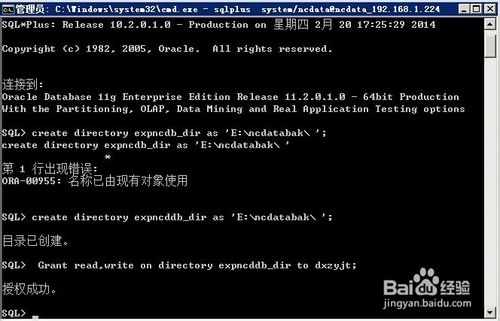 管理员: C:\Windows\system32\cmd.exe - sqlplus  system/ncdata@ncdata_192.168.1.224
SQL*Plus: Release 10.2.0.1.0 - Production on 星期四 2月 20 17:25:29 2014
Copyright (c) 1982, 2005, Oracle.  All rights reserved.
连接到:
Oracle Database 11g Enterprise Edition Release 11.2.0.1.0 - 64bit Production
With the Partitioning, OLAP, Data Mining and Real Application Testing options
SQL> create directory expncdb_dir as 'E:\ncdatabak\ ';
create directory expncdb_dir as 'E:\ncdatabak\ '
*
第 1 行出现错误:
ORA-00955: 名称已由现有对象使用
SQL> create directory expncddb_dir as 'E:\ncdatabak\ ';
目录已创建。
SQL>  Grant read,write on directory expncddb_dir to dxzyjt;
授权成功。
SQL>
Baidu 经验
jingyan.baidu.com